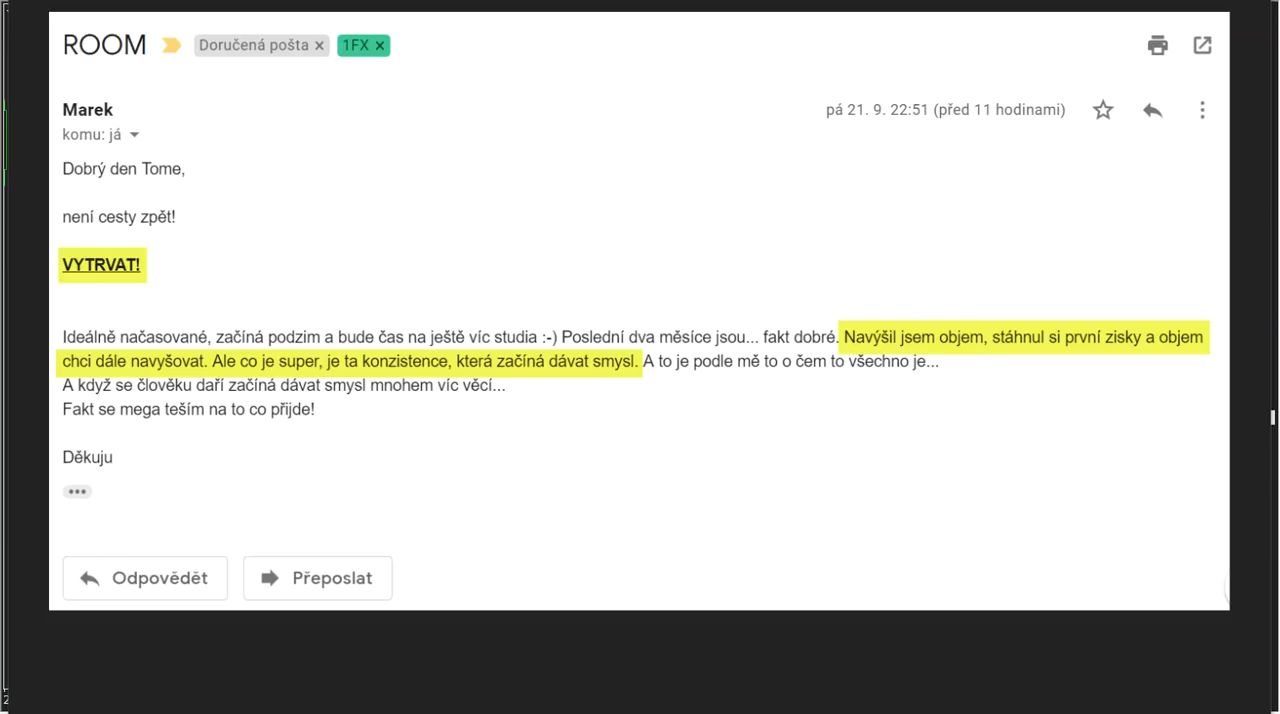 ROOM
Doručená pošta ×
1FX ×
Marek
pá 21. 9. 22:51 (před 11 hodinami)
komu: já
Dobrý den Tome,
není cesty zpět!
VYTRVAT!
Ideálně načasované, začíná podzim a bude čas na ještě víc studia :-) Poslední dva měsíce jsou... fakt dobré. Navýšil jsem objem, stáhnul si první zisky a objem
chci dále navyšovat. Ale co je super, je ta konzistence, která začíná dávat smysl. A to je podle mě to o čem to všechno je...
A když se člověku daří začíná dávat smysl mnohem víc věcí...
Fakt se mega teším na to co přijde!
Děkuju
Odpovědět
Přeposlat
2